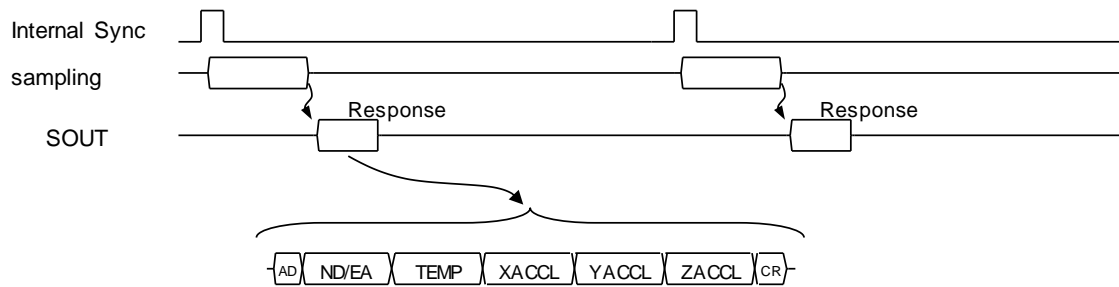 Internal Sync
sampling
Response Response
SOUT
AD ND/EA TEMP XACCL YACCL ZACCL CR